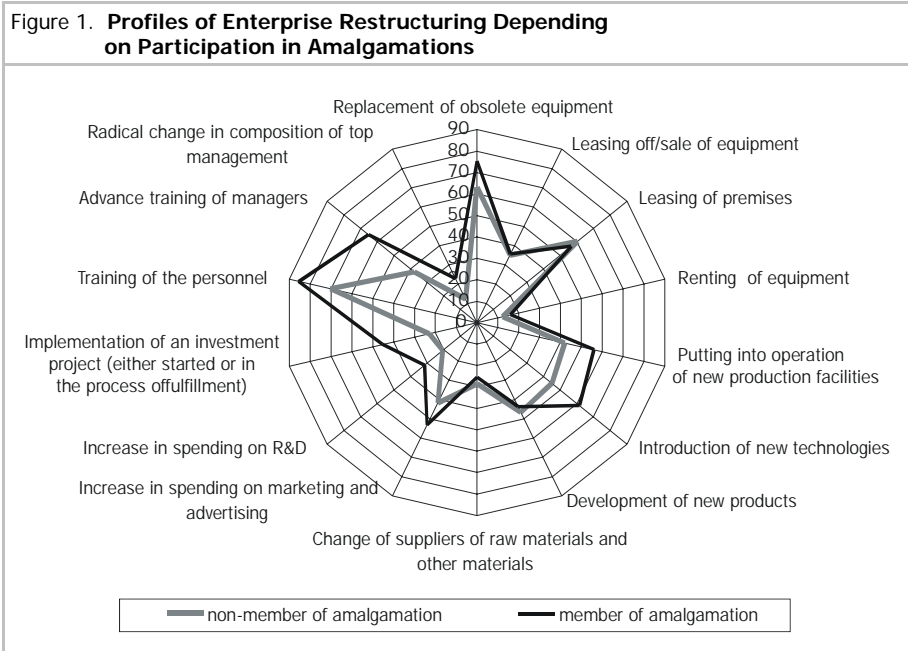 Figure 1. Profiles of Enterprise Restructuring Depending
on Participation in Amalgamations
Replacement of obsolete equipment
Radical change in composition of top
management
Leasing off/sale of equipment
Advance training of managers
Leasing of premises
Training of the personnel
Renting of equipment
Implementation of an investment
project (either started or in
the process offulfillment)
Putting into operation
of new production facilities
Increase in spending on R&D
Introduction of new technologies
Increase in spending on marketing and
advertising
Development of new products
Change of suppliers of raw materials and
other materials
90
80
70
60
50
40
30
20
10
0
non-member of amalgamation
member of amalgamation